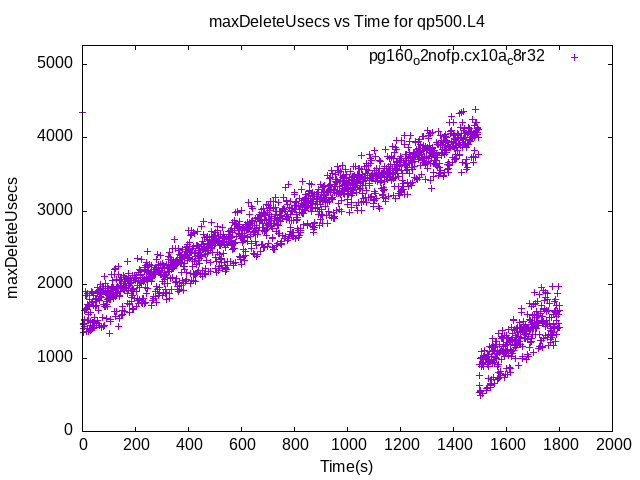 maxDeleteUsecs vs Time for qp500.L4
pg160o2nofp.cx10ac8r32
5000
4000
3000
2000
1000
0
maxDeleteUsecs
0 200 400 600 800 1000 1200 1400 1600 1800 2000
Time(s)